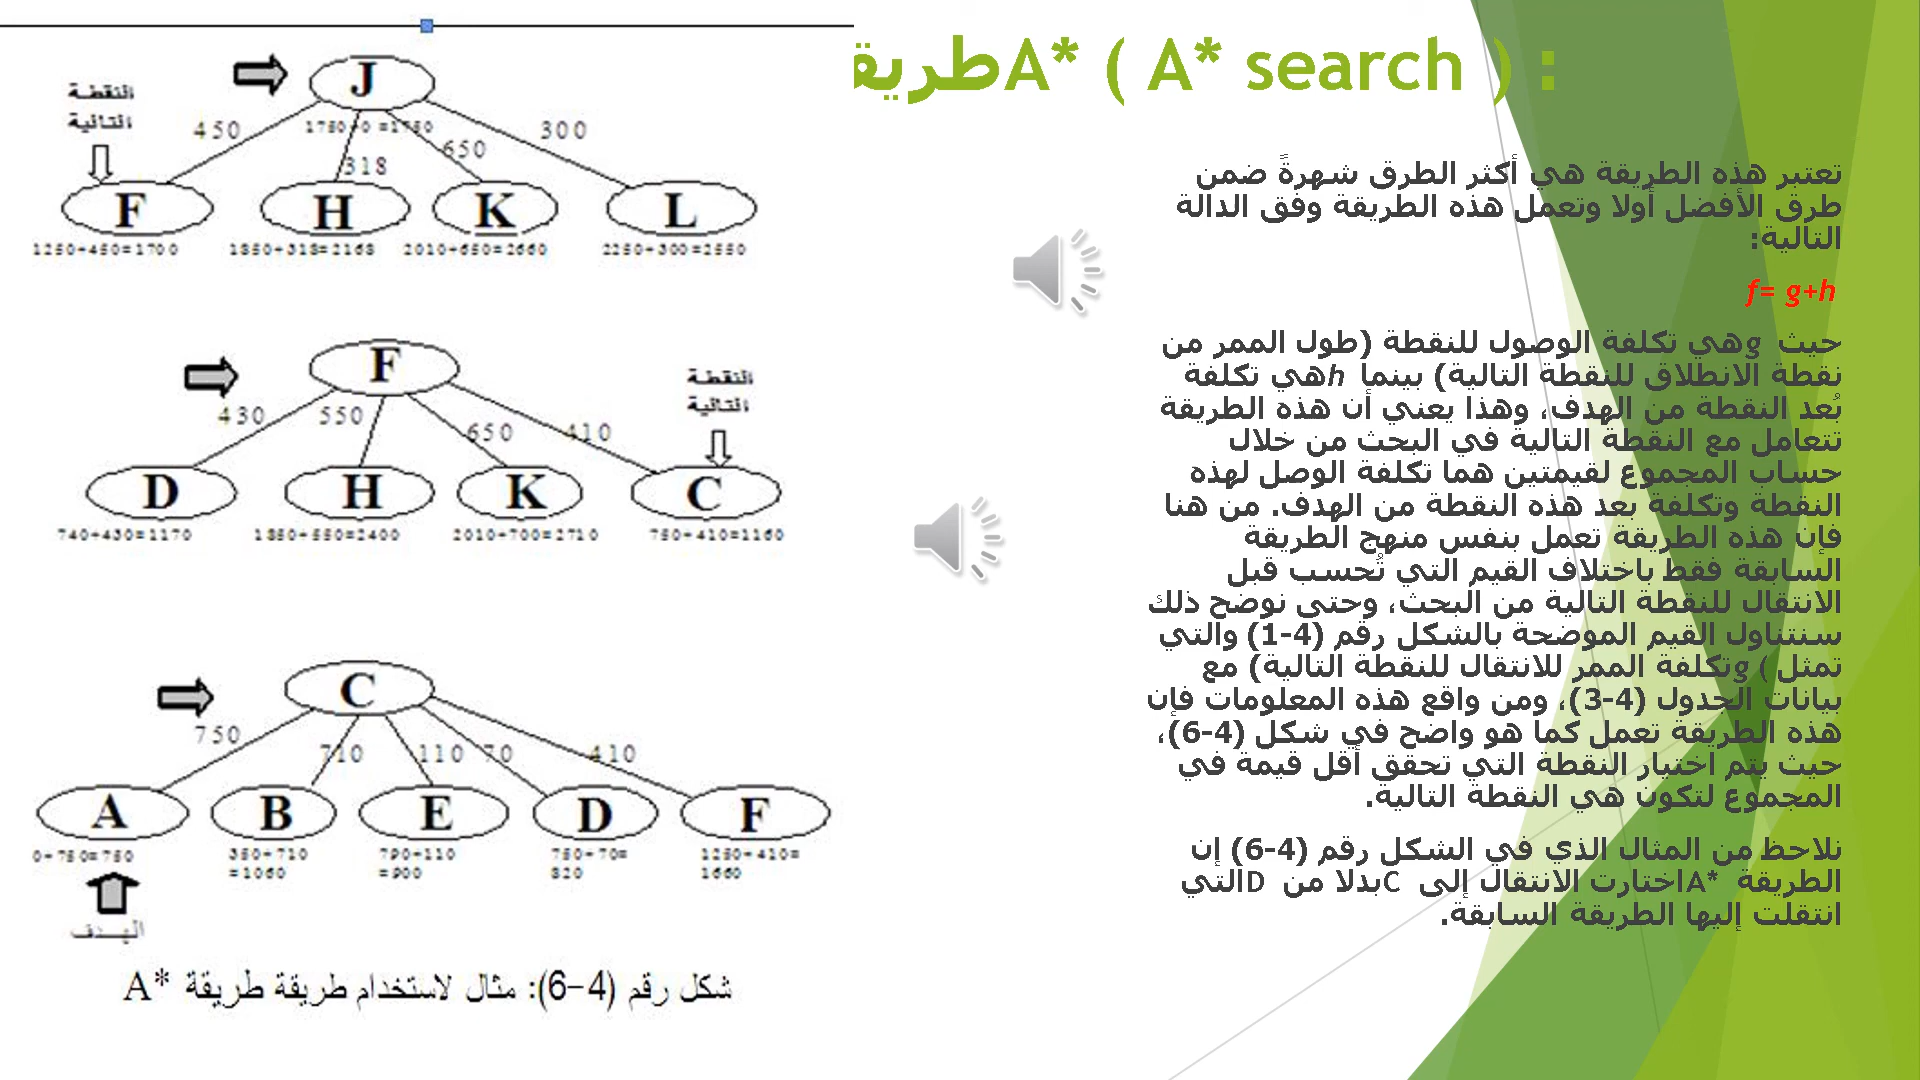 طريقA* ( A* search ) :
تعتبر هذه الطريقة هي أكثر الطرق شهرةً ضمن
طرق الأفضل أولا وتعمل هذه الطريقة وفق الدالة
التالية:
f= g+h
حيث gهي تكلفة الوصول للنقطة (طول الممر من
نقطة الانطلاق للنقطة التالية) بينما hهي تكلفة
بُعد النقطة من الهدف، وهذا يعني أن هذه الطريقة
تتعامل مع النقطة التالية في البحث من خلال
حساب المجموع لقيمتين هما تكلفة الوصل لهذه
النقطة وتكلفة بعد هذه النقطة من الهدف. من هنا
فإن هذه الطريقة تعمل بنفس منهج الطريقة
السابقة فقط باختلاف القيم التي تُحسب قبل
الانتقال للنقطة التالية من البحث، وحتى نوضح ذلك
سنتناول القيم الموضحة بالشكل رقم (4-1) والتي
تمثل ( gتكلفة الممر للانتقال للنقطة التالية) مع
بيانات الجدول (4-3)، ومن واقع هذه المعلومات فإن
هذه الطريقة تعمل كما هو واضح في شكل (4-6)،
حيث يتم اختيار النقطة التي تحقق أقل قيمة في
المجموع لتكون هي النقطة التالية.
نلاحظ من المثال الذي في الشكل رقم (4-6) إن
الطريقة *Aاختارت الانتقال إلى Cبدلا من Dالتي
انتقلت إليها الطريقة السابقة.
J
1750+0=1750
النقطة
التالية
450 318 650 300
F H K L
1250+450=1700 1850+318=2168 2010+650=2660 2250+300=2550
F
النقطة
التالية
430 550 650 410
D H K C
740+430=1170 1850+550=2400 2010+700=2710 750+410=1160
C
750 710 110 70 410
A B E D F
0+750=750 350+710 790+110 750+70= 1250+410=
=1060 =900 820 1660
الهدف
شكل رقم (4-6): مثال لاستخدام طريقة طريقة A*